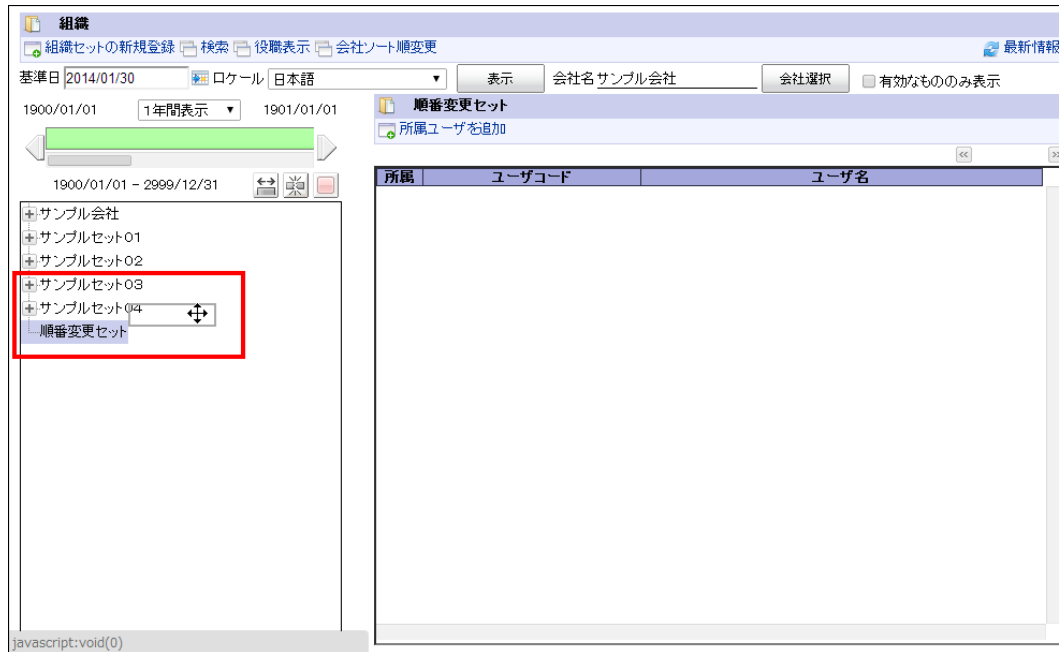 組織
組織セットの新規登録 検索 役職表示 会社ソート順変更 最新情報
基準日 2014/01/30 ロケール 日本語 ▼ 表示 会社名 サンプル会社 会社選択 有効なもののみ表示
1900/01/01 1年間表示 ▼ 1901/01/01
1900/01/01 - 2999/12/31
サンプル会社
サンプルセット01
サンプルセット02
サンプルセット03
サンプルセット04
順番変更セット
順番変更セット
所属ユーザを追加
<< >>
所属 ユーザコード ユーザ名
javascript:void(0)